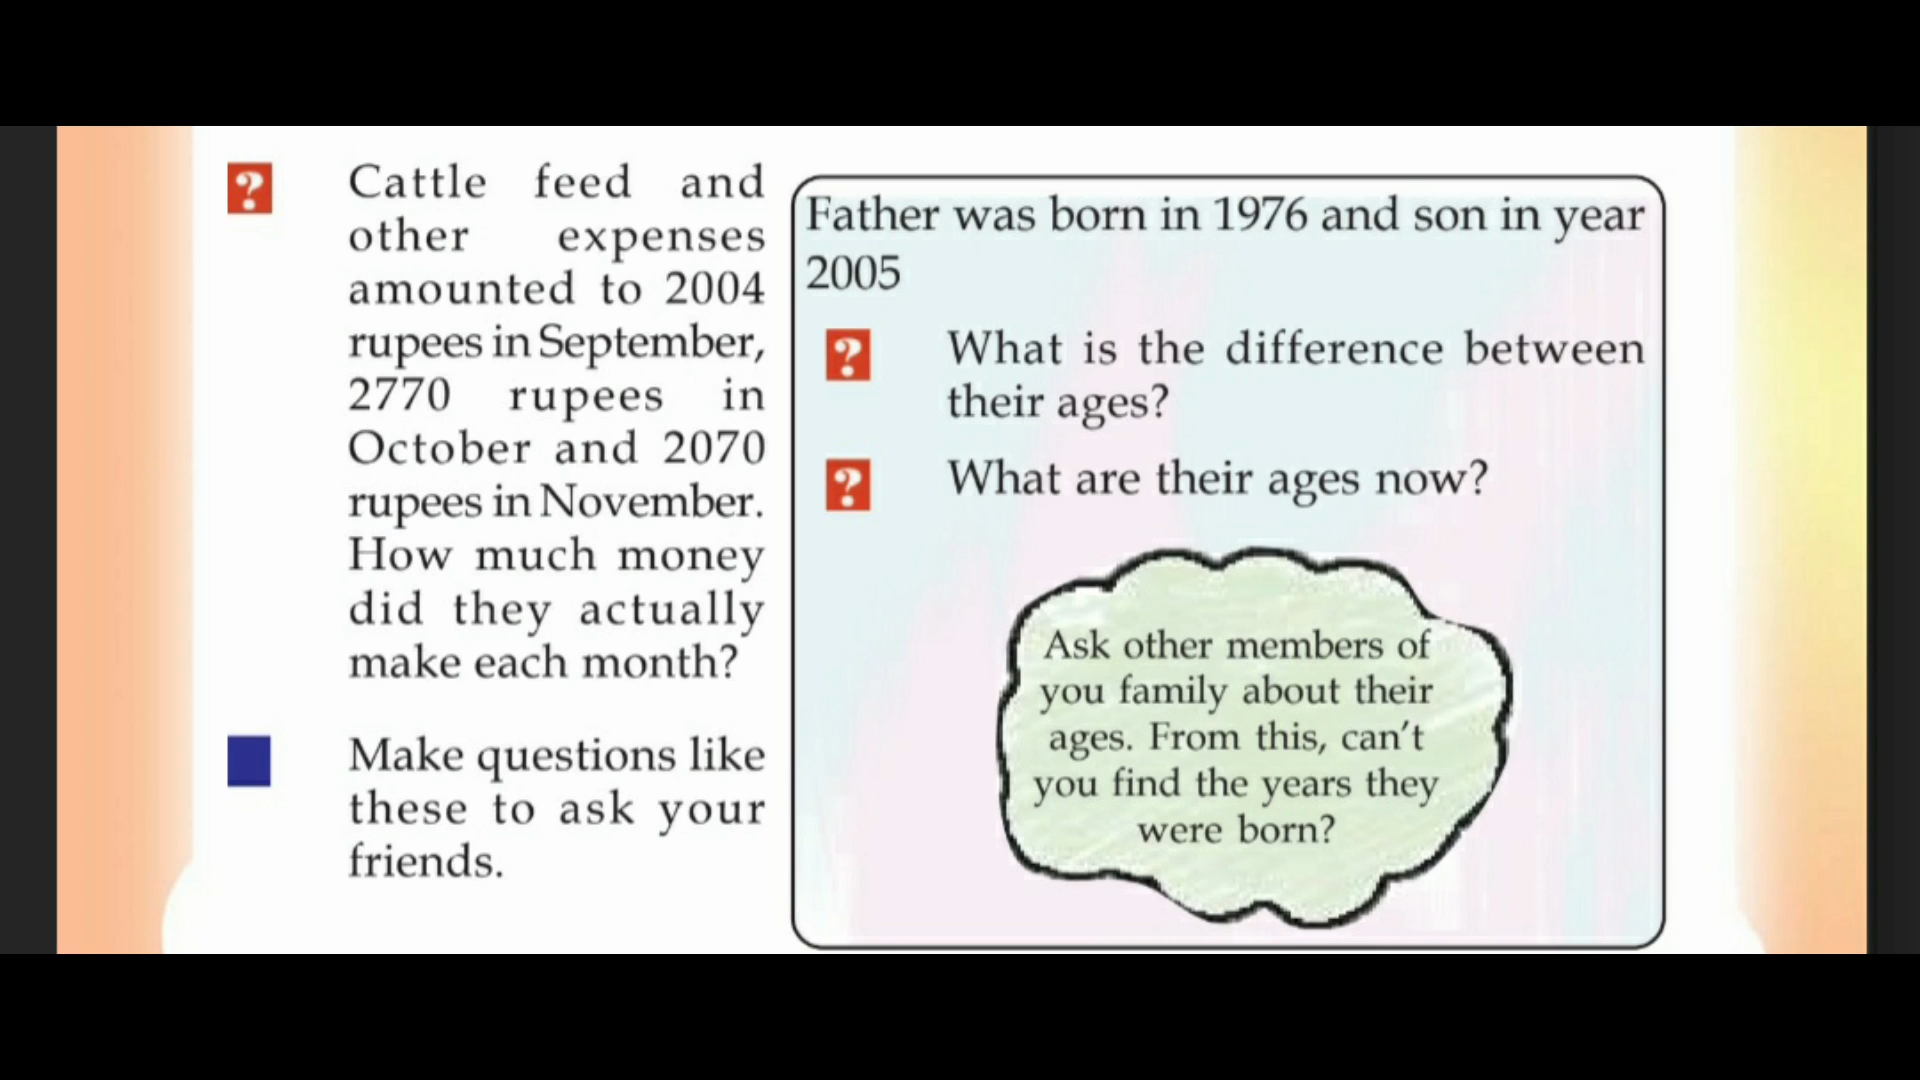 Cattle feed and
other expenses
amounted to 2004
rupees in September,
2770 rupees in
October and 2070
rupees in November.
How much money
did they actually
make each month?
Make questions like
these to ask your
friends.
Father was born in 1976 and son in year
2005
What is the difference between
their ages?
What are their ages now?
Ask other members of
you family about their
ages. From this, can't
you find the years they
were born?